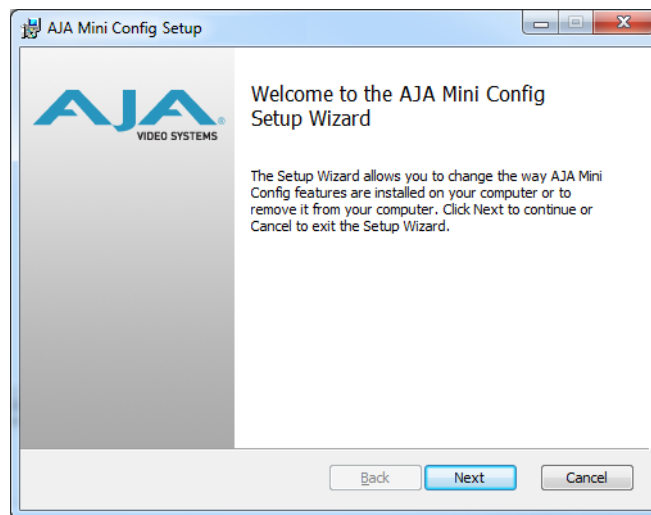 AJA Mini Config Setup
AJA®
VIDEO SYSTEMS
Welcome to the AJA Mini Config
Setup Wizard
The Setup Wizard allows you to change the way AJA Mini
Config features are installed on your computer or to
remove it from your computer. Click Next to continue or
Cancel to exit the Setup Wizard.
Back
Next
Cancel